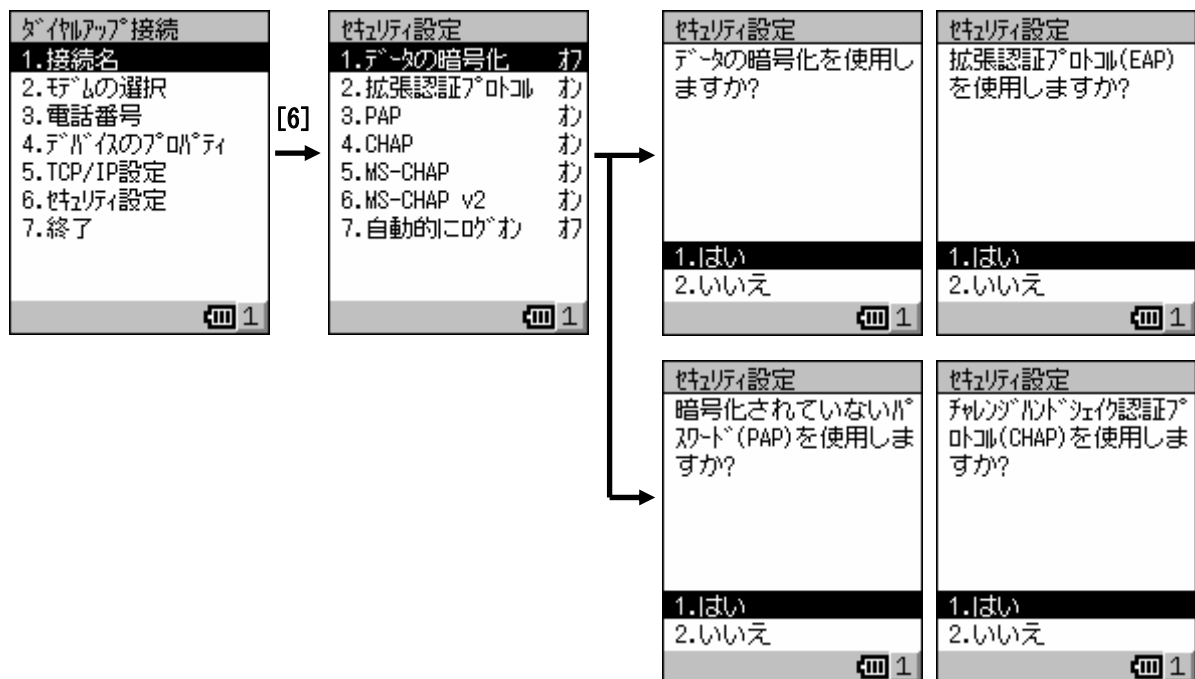 ﾀﾞｲﾔﾙｱｯﾌﾟ接続
1.接続名
2.ﾓﾃﾞﾑの選択
3.電話番号
4.ﾃﾞﾊﾞｲｽのﾌﾟﾛﾊﾟﾃｨ
5.TCP/IP設定
6.ｾｷｭﾘﾃｨ設定
7.終了
1
[6]
ｾｷｭﾘﾃｨ設定
1.ﾃﾞｰﾀの暗号化 ｵﾌ
2.拡張認証ﾌﾟﾛﾄｺﾙ ｵﾝ
3.PAP ｵﾝ
4.CHAP ｵﾝ
5.MS-CHAP ｵﾝ
6.MS-CHAP v2 ｵﾝ
7.自動的にﾛｸﾞｵﾝ ｵﾌ
1
ｾｷｭﾘﾃｨ設定
ﾃﾞｰﾀの暗号化を使用し
ますか?
1.はい
2.いいえ
1
ｾｷｭﾘﾃｨ設定
拡張認証ﾌﾟﾛﾄｺﾙ(EAP)
を使用しますか?
1.はい
2.いいえ
1
ｾｷｭﾘﾃｨ設定
暗号化されていないﾊﾟ
ｽﾜｰﾄﾞ(PAP)を使用しま
すか?
1.はい
2.いいえ
1
ｾｷｭﾘﾃｨ設定
ﾁｬﾚﾝｼﾞﾊﾝﾄﾞｼｪｲｸ認証ﾌﾟ
ﾛﾄｺﾙ(CHAP)を使用しま
すか?
1.はい
2.いいえ
1